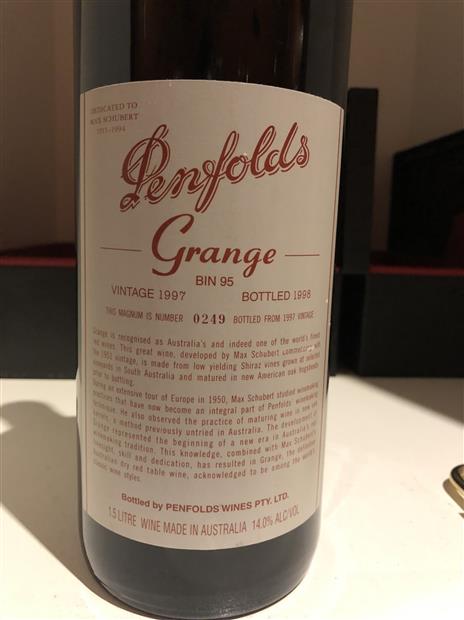 DEDICATED TO
MAX SCHUBERT
1915-1994
Penfolds
Grange
BIN 95
VINTAGE 1997 BOTTLED 1998
THIS MAGNUM IS NUMBER 0249 BOTTLED FROM 1997 VINTAGE
Grange is recognised as Australia's and indeed one of the world's finest
red wines. This great wine, developed by Max Schubert commencing with
the 1951 vintage, is made from low yielding Shiraz vines grown at selected
vineyards in South Australia and matured in new American oak hogsheads
prior to bottling.
During an extensive tour of Europe in 1950, Max Schubert studied winemaking
practices that have now become an integral part of Penfolds winemaking
technique. He also observed the practice of maturing wine in new oak
barrels, a method previously untried in Australia. The development of
Grange represented the beginning of a new era in Australia's red
winemaking tradition. This knowledge, combined with Max Schubert's
foresight, skill and dedication, has resulted in Grange, the definitive
Australian dry red table wine, acknowledged to be among the world's
classic wine styles.
Bottled by PENFOLDS WINES PTY. LTD.
1.5 LITRE WINE MADE IN AUSTRALIA 14.0% ALC/VOL